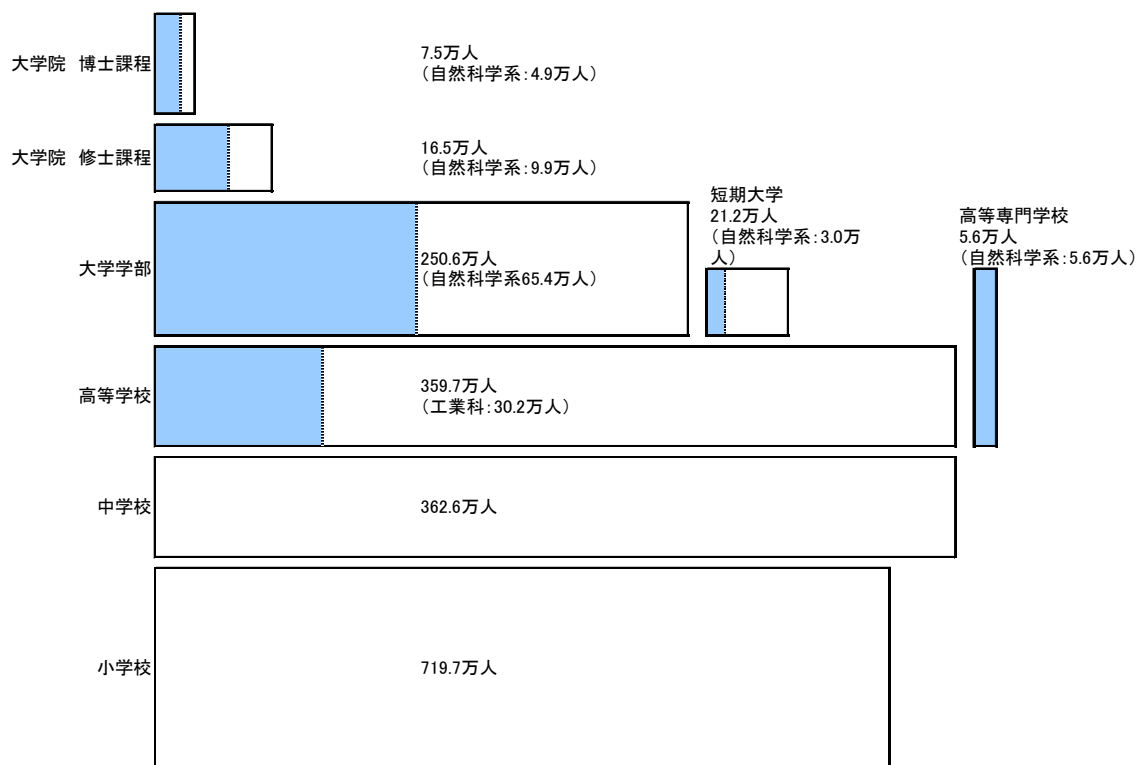 大学院　博士課程
7.5万人
（自然科学系：4.9万人）
大学院　修士課程
16.5万人
（自然科学系：9.9万人）
大学学部
250.6万人
（自然科学系65.4万人）
短期大学
21.2万人
（自然科学系：3.0万
人）
高等専門学校
5.6万人
（自然科学系：5.6万人）
高等学校
359.7万人
（工業科：30.2万人）
中学校
362.6万人
小学校
719.7万人